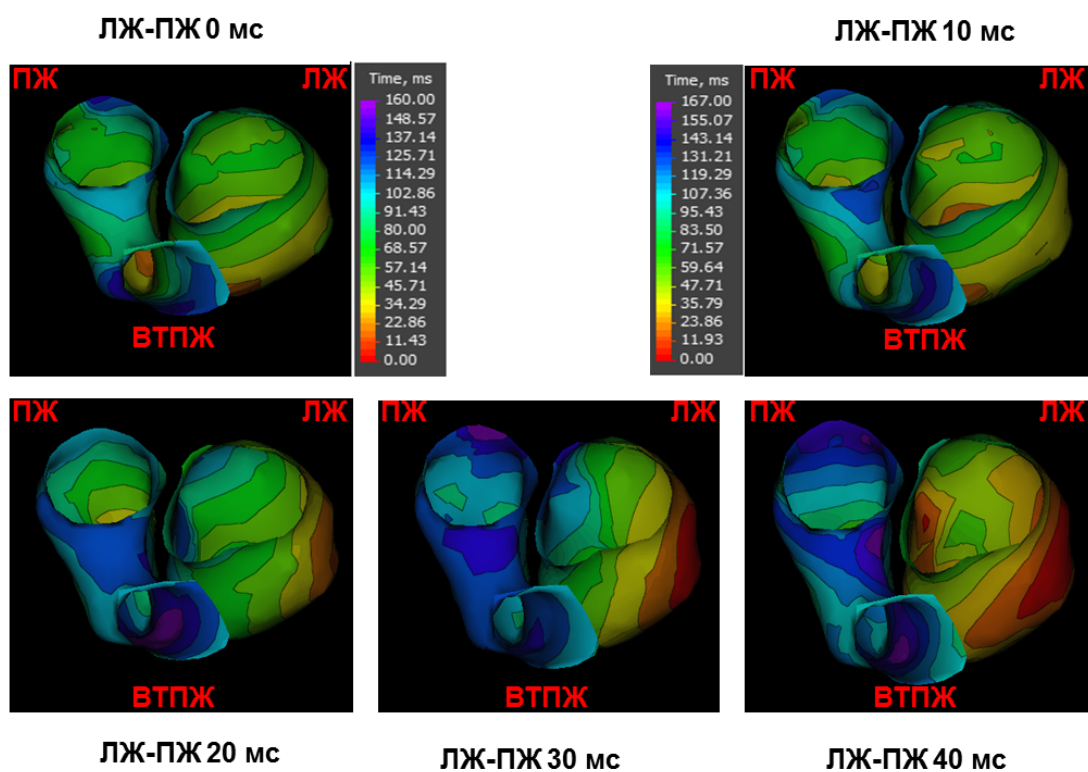 ЛЖ-ПЖ 0 мс
ЛЖ-ПЖ 10 мс
ПЖ
ЛЖ
ВТПЖ
Time, ms
160.00
148.57
137.14
125.71
114.29
102.86
91.43
80.00
68.57
57.14
45.71
34.29
22.86
11.43
0.00
Time, ms
167.00
155.07
143.14
131.21
119.29
107.36
95.43
83.50
71.57
59.64
47.71
35.79
23.86
11.93
0.00
ПЖ
ЛЖ
ВТПЖ
ПЖ
ЛЖ
ВТПЖ
ПЖ
ЛЖ
ВТПЖ
ПЖ
ЛЖ
ВТПЖ
ЛЖ-ПЖ 20 мс
ЛЖ-ПЖ 30 мс
ЛЖ-ПЖ 40 мс